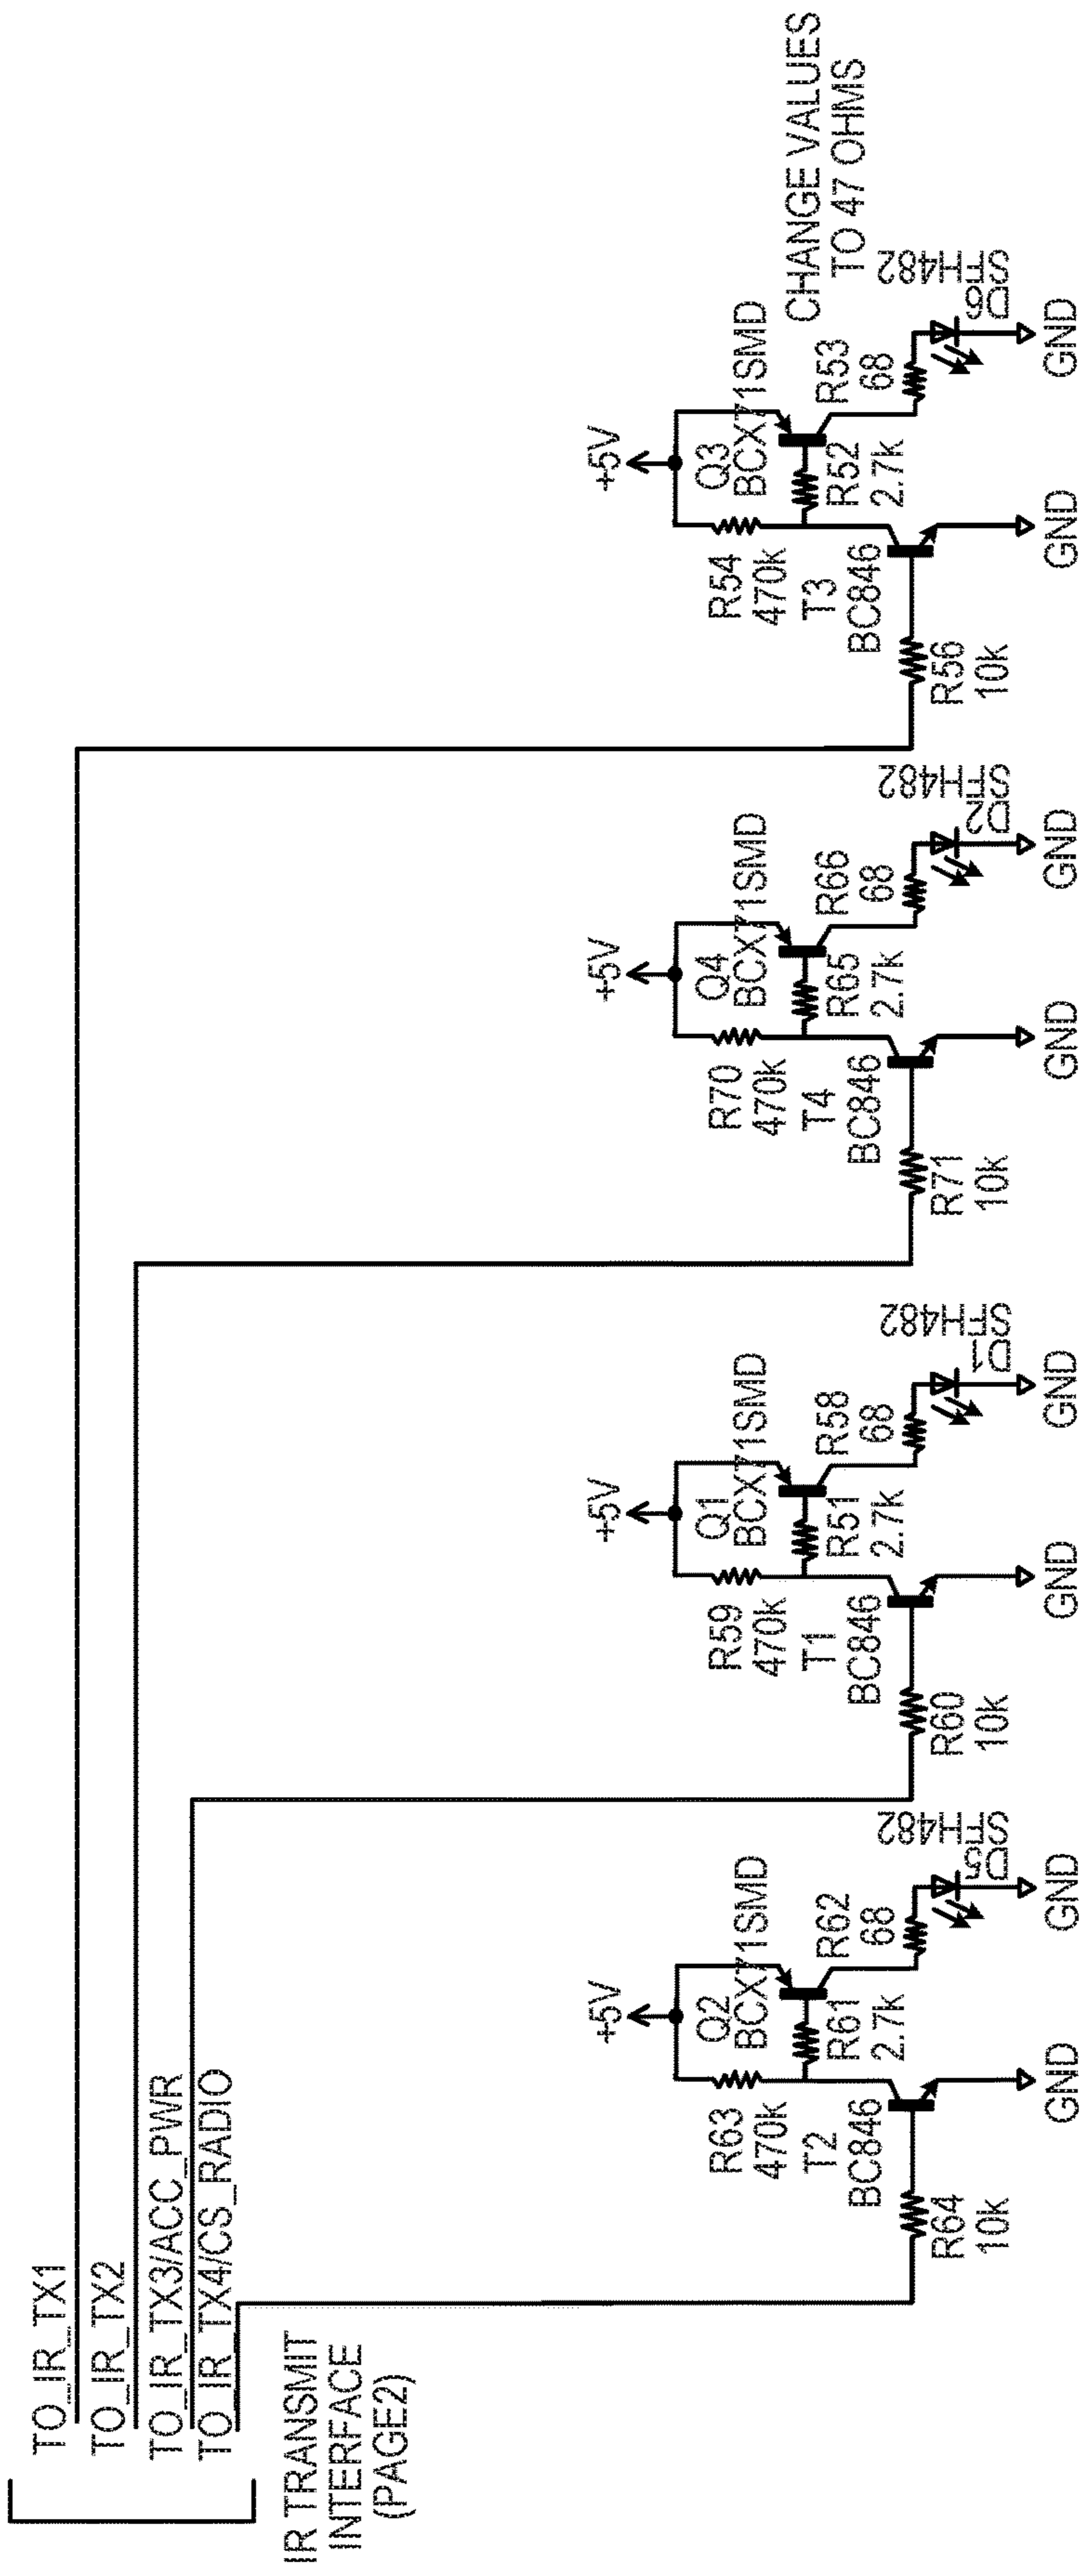 TO_IR_TX1
TO_IR_TX2
TO_IR_TX3/ACC_PWR
TO_IR_TX4/CS_RADIO
IR TRANSMIT
INTERFACE
(PAGE2)
+5V
R63
470k
Q2
BCX71SMD
T2
BC846
R61
2.7k
R62
68
R64
10k
D5
SFH482
GND
GND
+5V
R59
470k
Q1
BCX71SMD
T1
BC846
R51
2.7k
R58
68
R60
10k
D1
SFH482
GND
GND
+5V
R70
470k
Q4
BCX71SMD
T4
BC846
R65
2.7k
R66
68
R71
10k
D2
SFH482
GND
GND
+5V
R54
470k
Q3
BCX71SMD
T3
BC846
R52
2.7k
R53
68
R56
10k
D6
SFH482
GND
GND
CHANGE VALUES
TO 47 OHMS